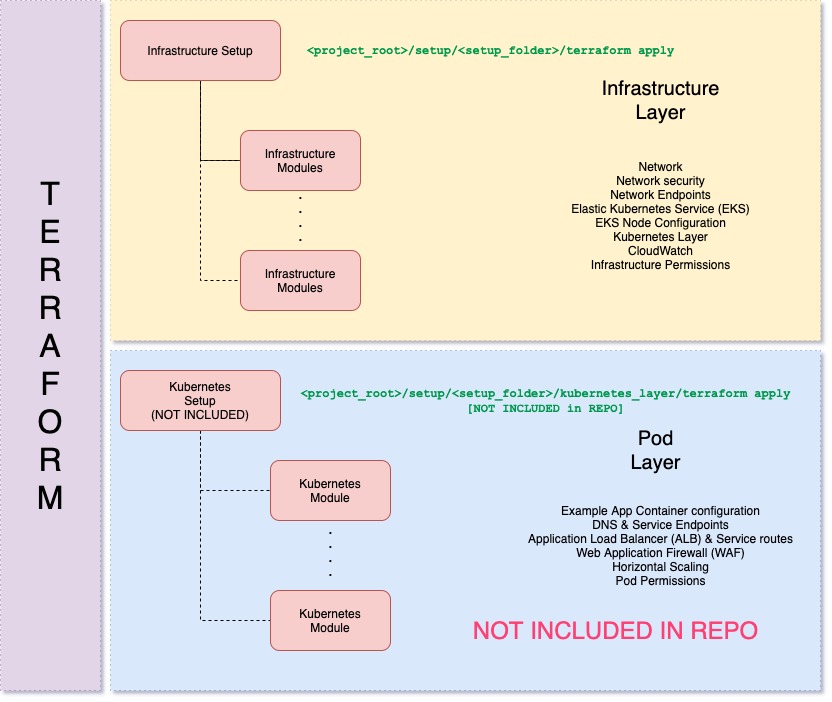 TERRAFORM
Infrastructure Setup
<project_root>/setup/<setup_folder>/terraform apply
Infrastructure
Layer
Infrastructure
Modules
.
.
.
.
Infrastructure
Modules
Network
Network security
Network Endpoints
Elastic Kubernetes Service (EKS)
EKS Node Configuration
Kubernetes Layer
CloudWatch
Infrastructure Permissions
Kubernetes
Setup
(NOT INCLUDED)
<project_root>/setup/<setup_folder>/kubernetes_layer/terraform apply
[NOT INCLUDED in REPO]
Pod
Layer
Kubernetes
Module
.
.
.
.
Kubernetes
Module
Example App Container configuration
DNS & Service Endpoints
Application Load Balancer (ALB) & Service routes
Web Application Firewall (WAF)
Horizontal Scaling
Pod Permissions
NOT INCLUDED IN REPO